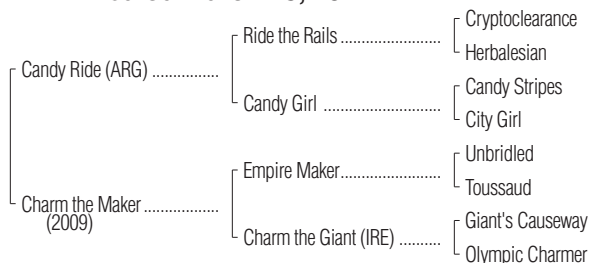 Cryptoclearance
Ride the Rails
Herbalesian
Candy Ride (ARG)
Candy Stripes
Candy Girl
City Girl
Unbridled
Empire Maker
Toussaud
Charm the Maker
(2009)
Giant's Causeway
Charm the Giant (IRE)
Olympic Charmer